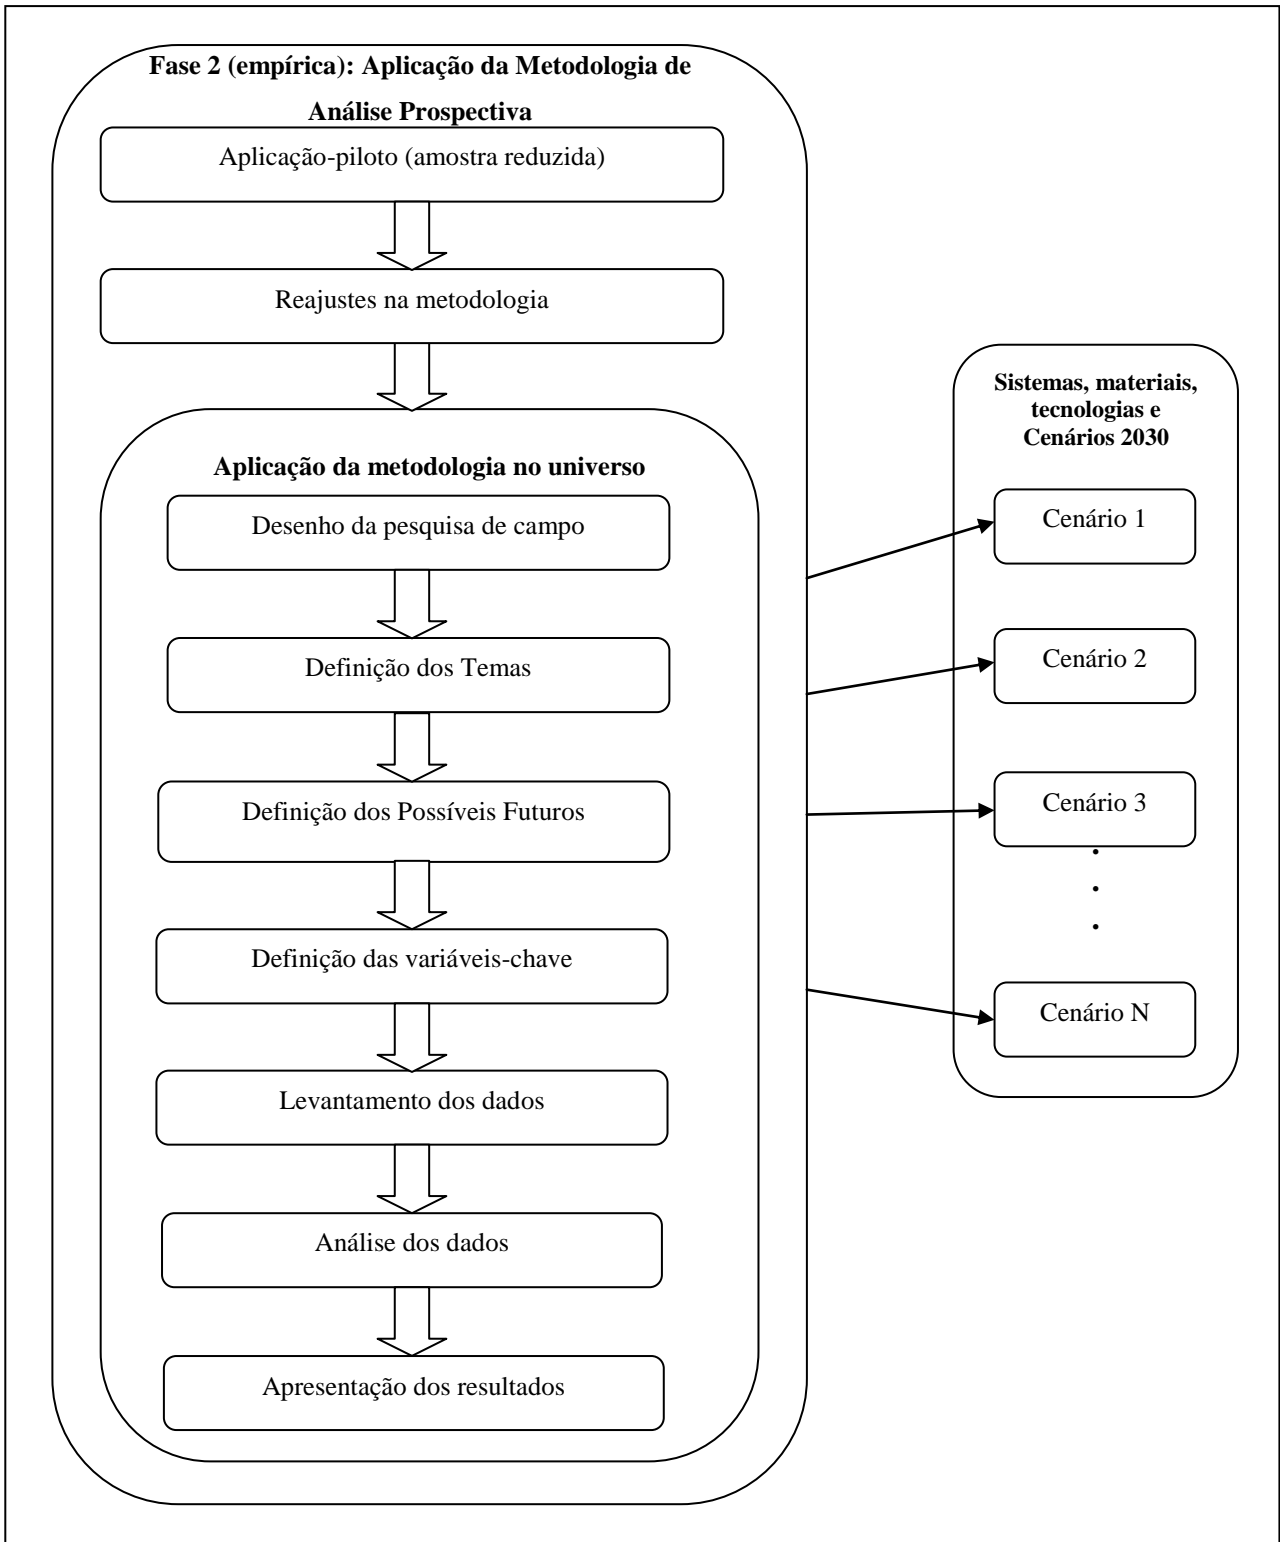 Fase 2 (empírica): Aplicação da Metodologia de
Análise Prospectiva
Aplicação-piloto (amostra reduzida)
Reajustes na metodologia
Aplicação da metodologia no universo
Desenho da pesquisa de campo
Definição dos Temas
Definição dos Possíveis Futuros
Definição das variáveis-chave
Levantamento dos dados
Análise dos dados
Apresentação dos resultados
Sistemas, materiais,
tecnologias e
Cenários 2030
Cenário 1
Cenário 2
Cenário 3
.
.
.
Cenário N